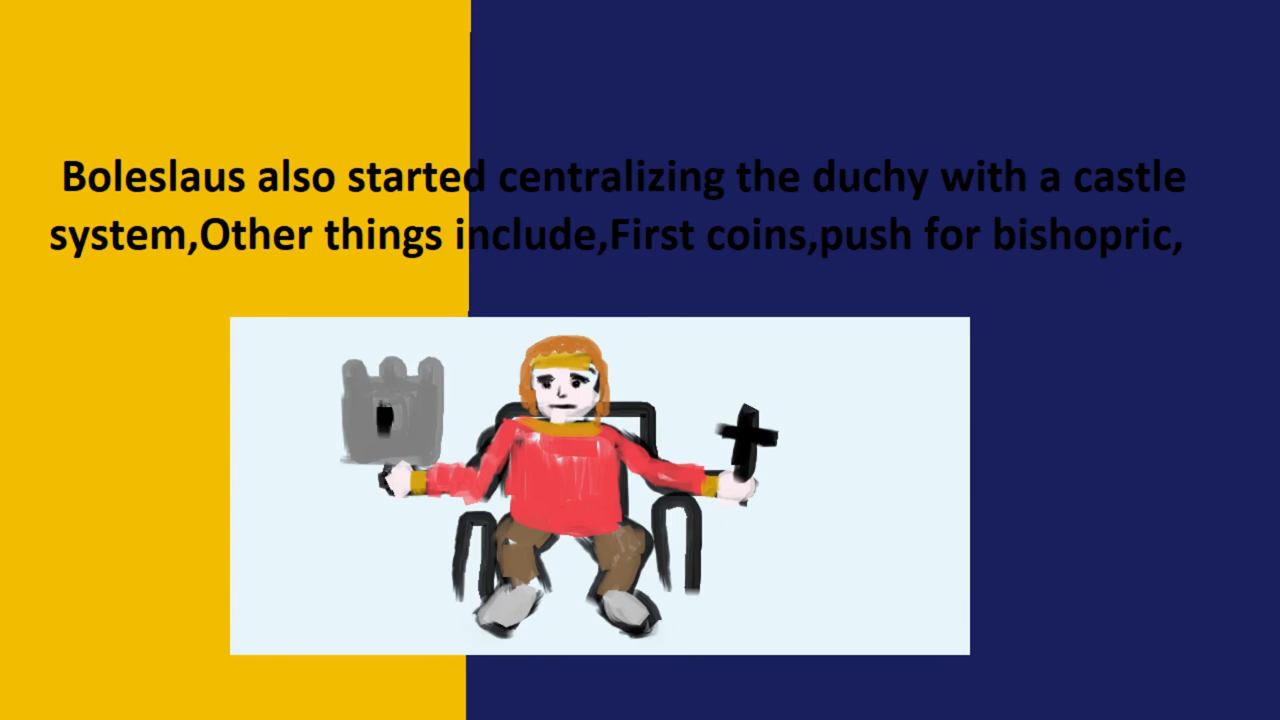 Boleslaus also started centralizing the duchy with a castle
system,Other things include,First coins,push for bishopric,